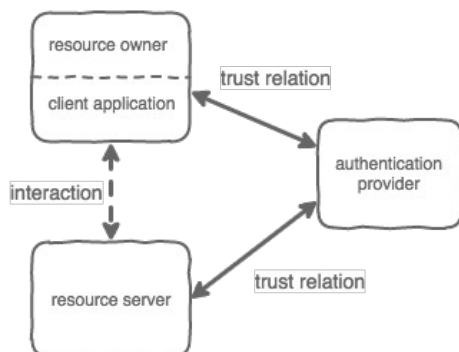 resource owner
trust relation
client application
authentication
provider
interaction
trust relation
resource server